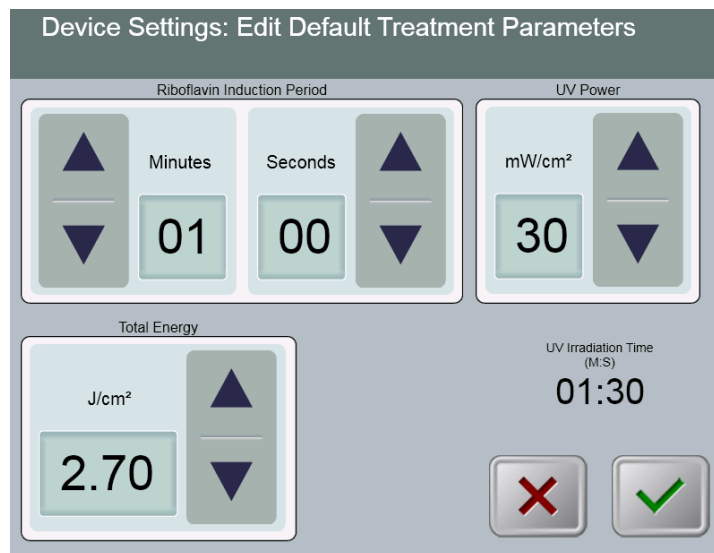 Device Settings: Edit Default Treatment Parameters
Riboflavin Induction Period
UV Power
Minutes
Seconds
mW/cm²
01
00
30
Total Energy
J/cm²
2.70
UV Irradiation Time
(M:S)
01:30